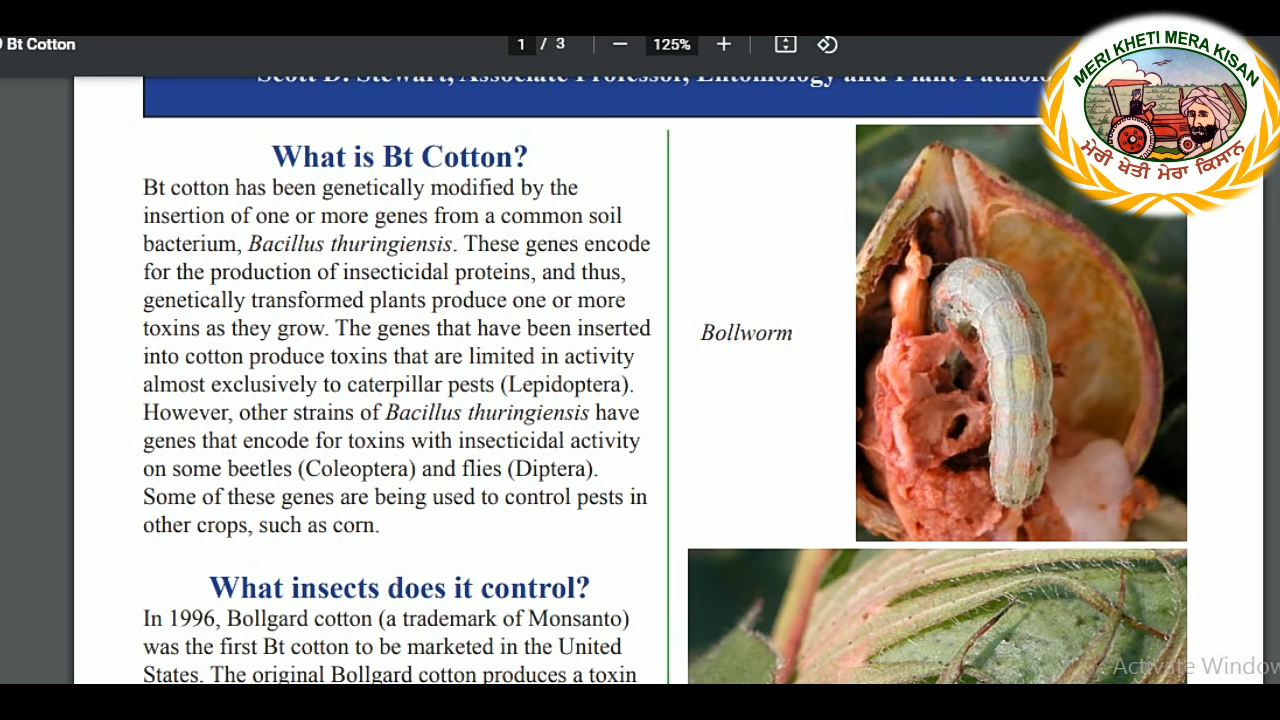 Bt Cotton
1 / 3
125%
Scott D. Stewart, Associate Professor, Entomology and Plant
MERI KHETI MERA KISAN
ਮੇਰੀ ਖੇਤੀ ਮੇਰਾ ਕਿਸਾਨ
What is Bt Cotton?
Bt cotton has been genetically modified by the
insertion of one or more genes from a common soil
bacterium, Bacillus thuringiensis. These genes encode
for the production of insecticidal proteins, and thus,
genetically transformed plants produce one or more
toxins as they grow. The genes that have been inserted
into cotton produce toxins that are limited in activity
almost exclusively to caterpillar pests (Lepidoptera).
However, other strains of Bacillus thuringiensis have
genes that encode for toxins with insecticidal activity
on some beetles (Coleoptera) and flies (Diptera).
Some of these genes are being used to control pests in
other crops, such as corn.
Bollworm
What insects does it control?
In 1996, Bollgard cotton (a trademark of Monsanto)
was the first Bt cotton to be marketed in the United
States. The original Bollgard cotton produces a toxin
Activate Window